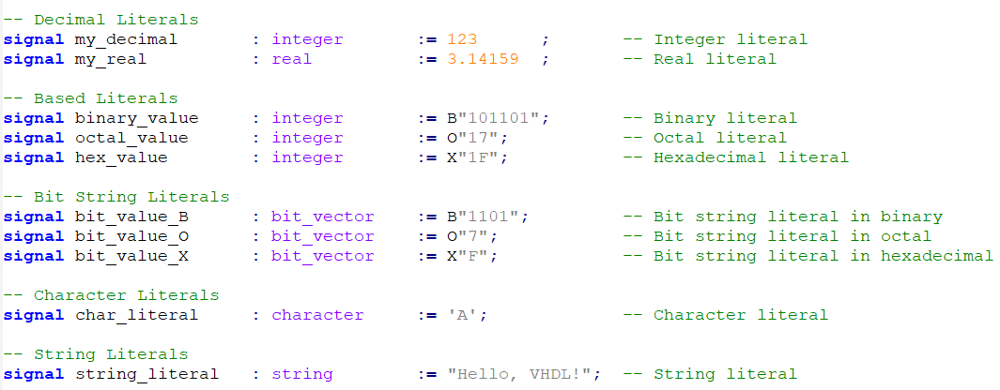 -- Decimal Literals
signal my_decimal : integer := 123 ; -- Integer literal
signal my_real : real := 3.14159 ; -- Real literal
-- Based Literals
signal binary_value : integer := B"101101"; -- Binary literal
signal octal_value : integer := O"17"; -- Octal literal
signal hex_value : integer := X"1F"; -- Hexadecimal literal
-- Bit String Literals
signal bit_value_B : bit_vector := B"1101"; -- Bit string literal in binary
signal bit_value_O : bit_vector := O"7"; -- Bit string literal in octal
signal bit_value_X : bit_vector := X"F"; -- Bit string literal in hexadecimal
-- Character Literals
signal char_literal : character := 'A'; -- Character literal
-- String Literals
signal string_literal : string := "Hello, VHDL!"; -- String literal